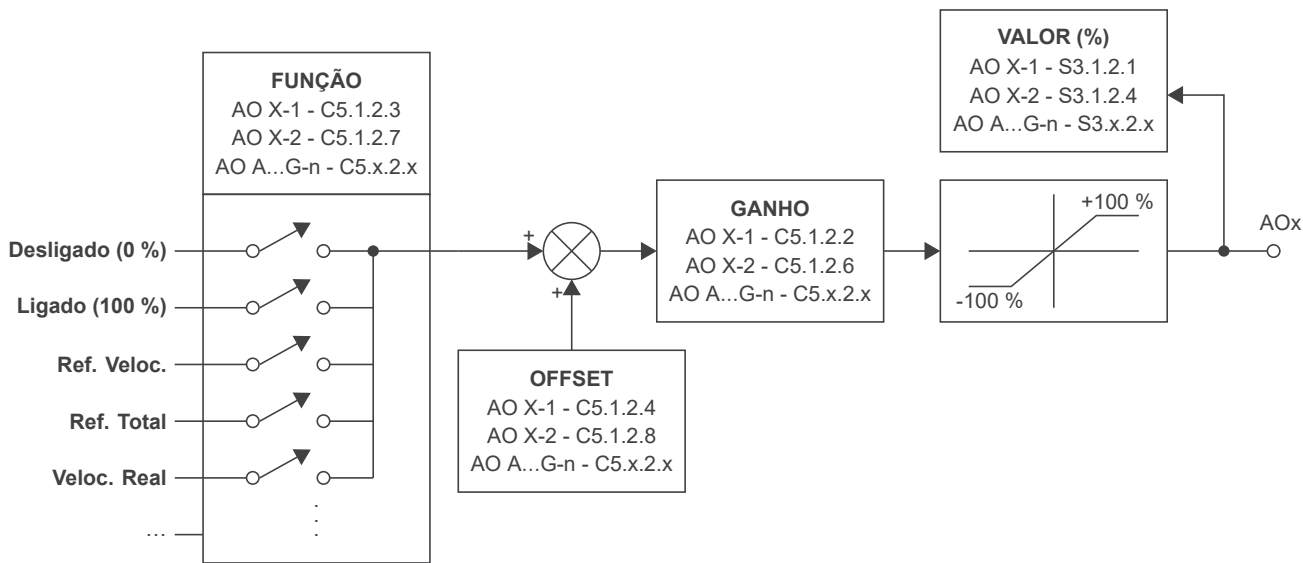 FUNÇÃO
AO X-1 - C5.1.2.3
AO X-2 - C5.1.2.7
AO A...G-n - C5.x.2.x
Desligado (0 %)
Ligado (100 %)
Ref. Veloc.
Ref. Total
Veloc. Real
...
+
+
OFFSET
AO X-1 - C5.1.2.4
AO X-2 - C5.1.2.8
AO A...G-n - C5.x.2.x
GANHO
AO X-1 - C5.1.2.2
AO X-2 - C5.1.2.6
AO A...G-n - C5.x.2.x
VALOR (%)
AO X-1 - S3.1.2.1
AO X-2 - S3.1.2.4
AO A...G-n - S3.x.2.x
+100 %
-100 %
AOx